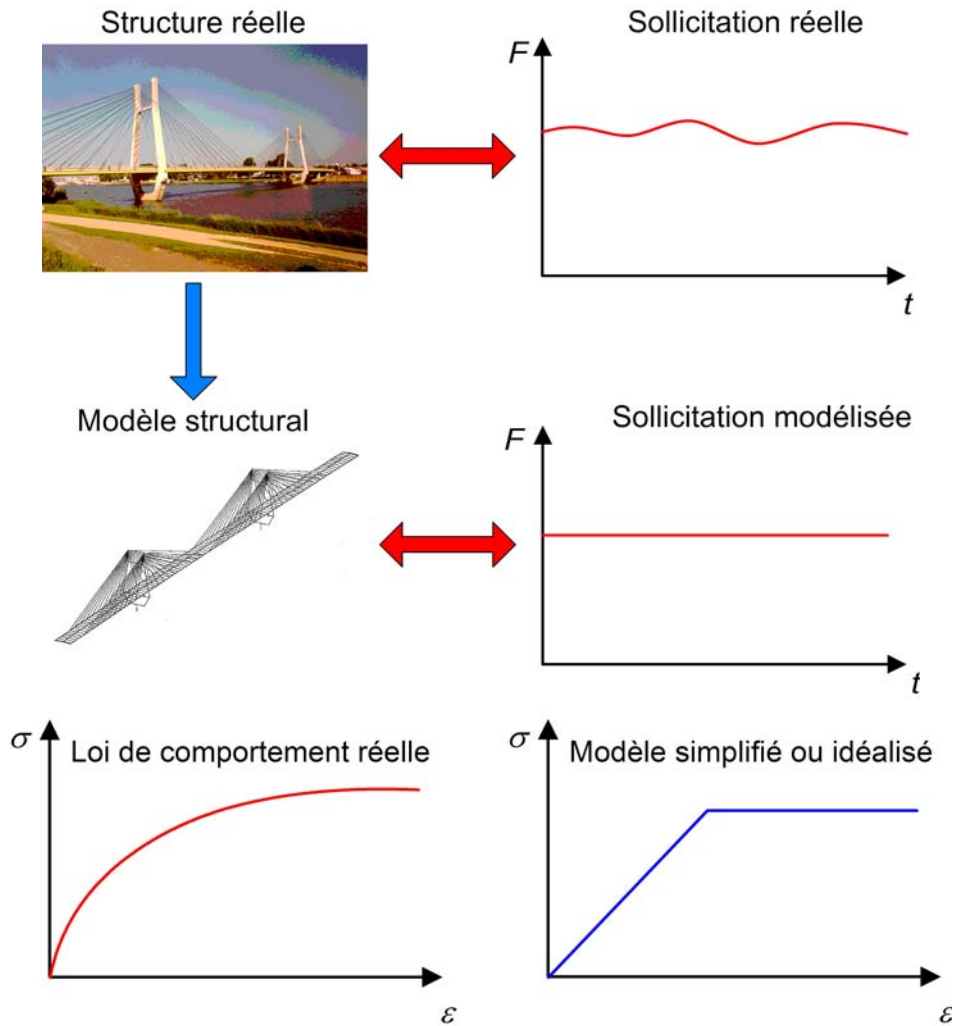 Structure réelle
Sollicitation réelle
F
t
Modèle structural
Sollicitation modélisée
F
t
σ
Loi de comportement réelle
ε
σ
Modèle simplifié ou idéalisé
ε